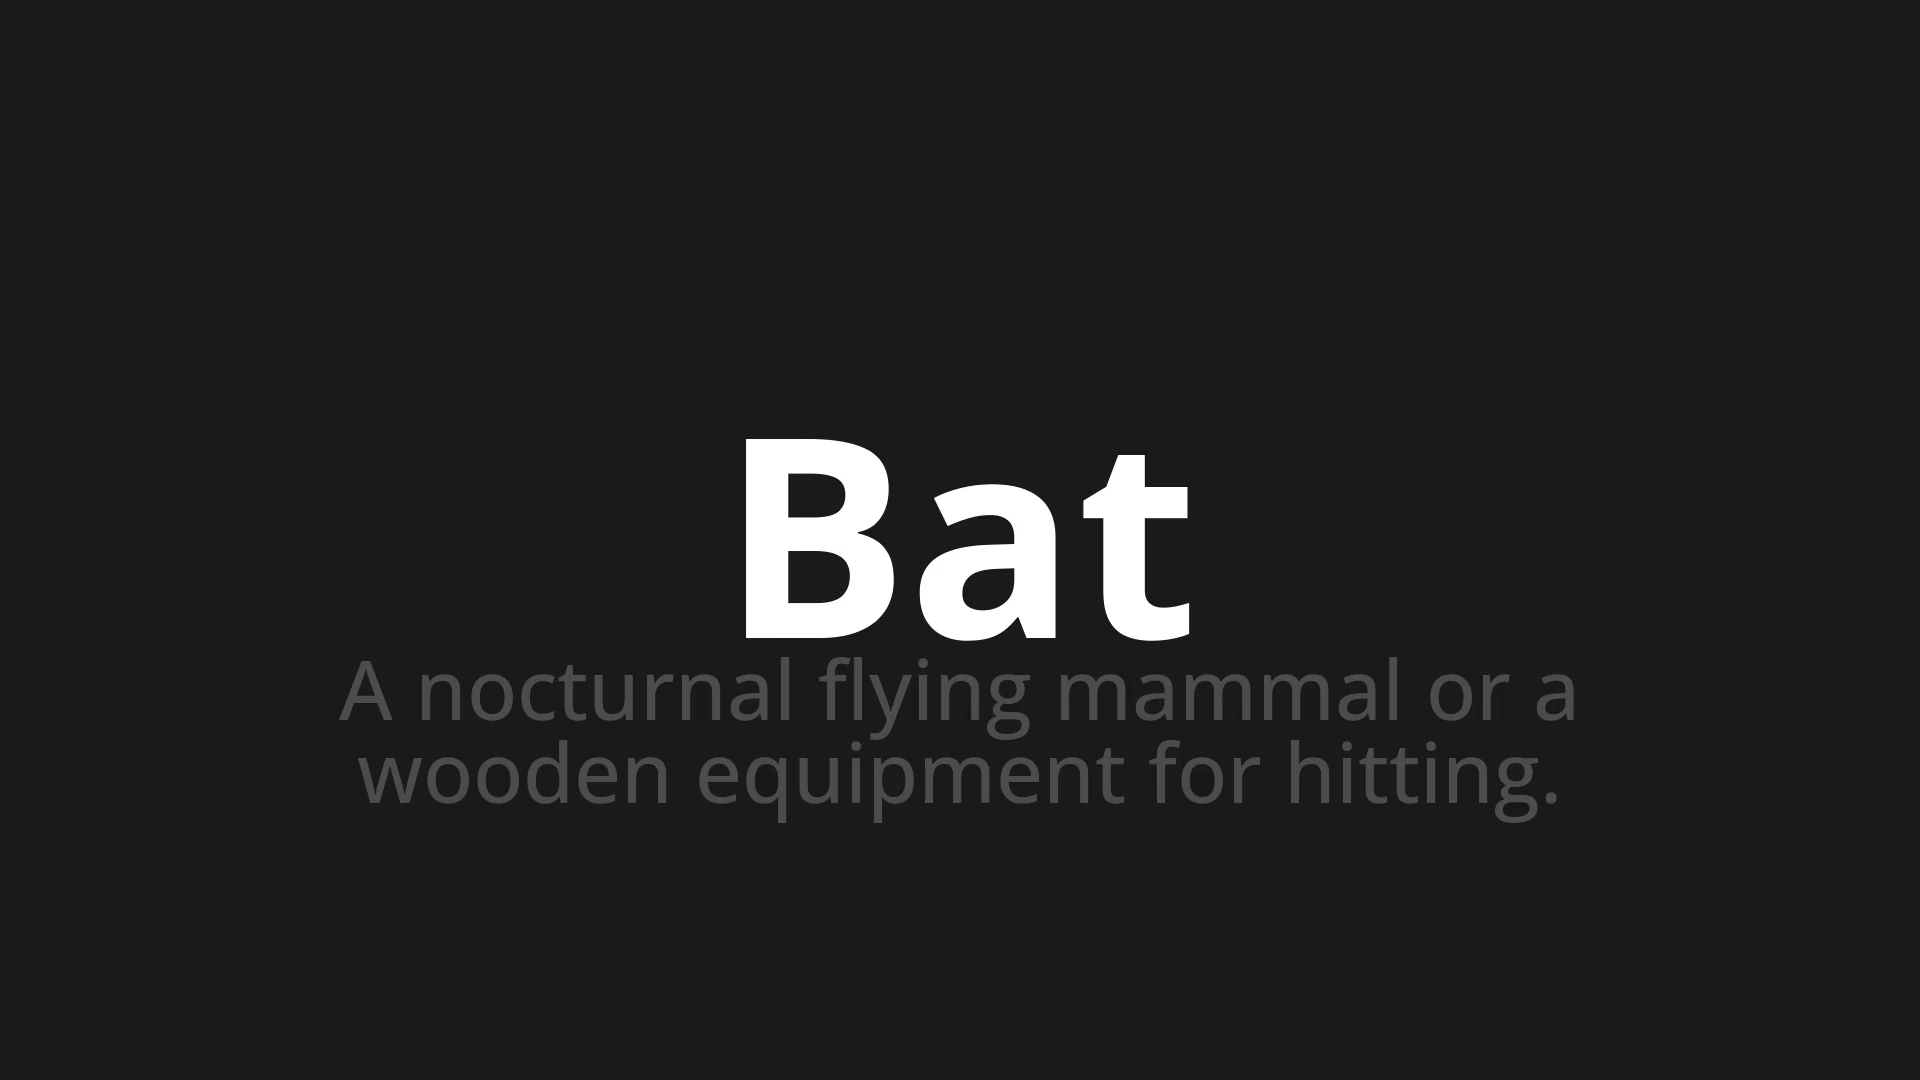 Bat
A nocturnal flying mammal or a
wooden equipment for hitting.